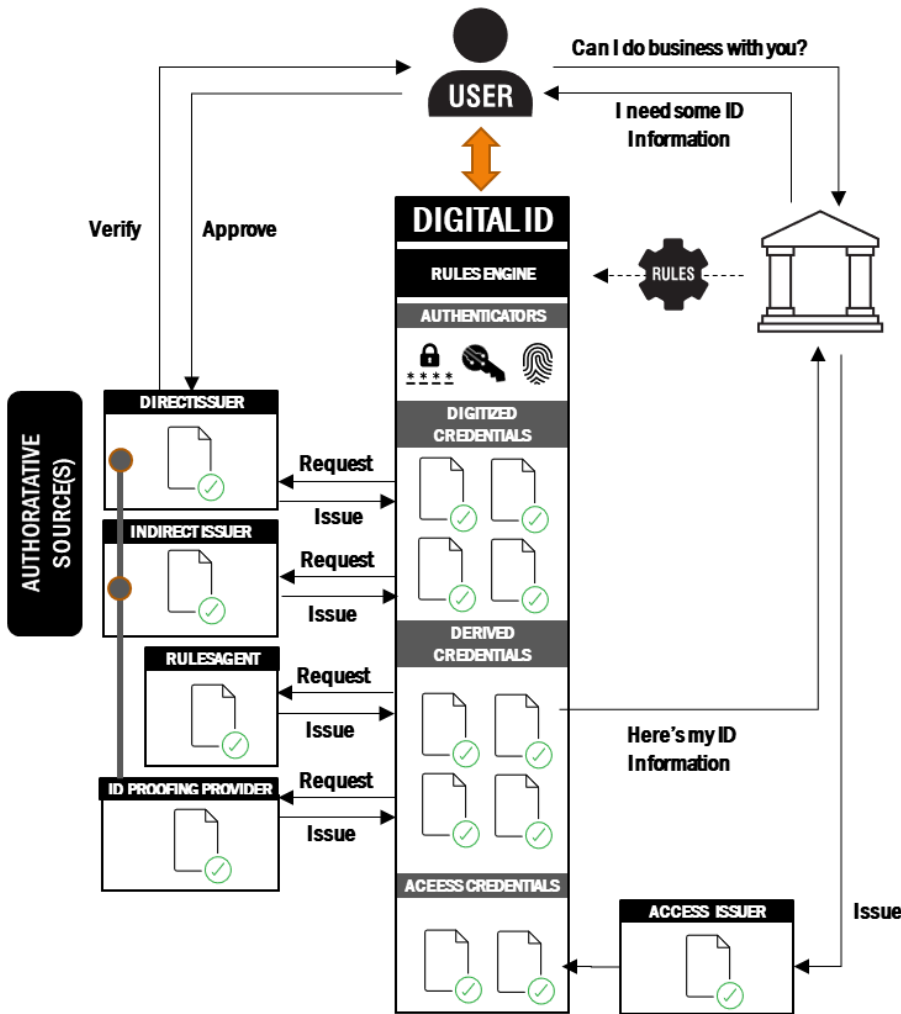 Can I do business with you?
USER
I need some ID
Information
Verify
Approve
DIGITAL ID
RULES ENGINE
RULES
AUTHENTICATORS
****
AUTHORATATIVE
SOURCE(S)
DIRECT ISSUER
DIGITIZED
CREDENTIALS
Request
Issue
INDIRECT ISSUER
Request
Issue
DERIVED
CREDENTIALS
RULES AGENT
Request
Issue
Here's my ID
Information
ID PROOFING PROVIDER
Request
Issue
ACEESS CREDENTIALS
ACCESS ISSUER
Issue